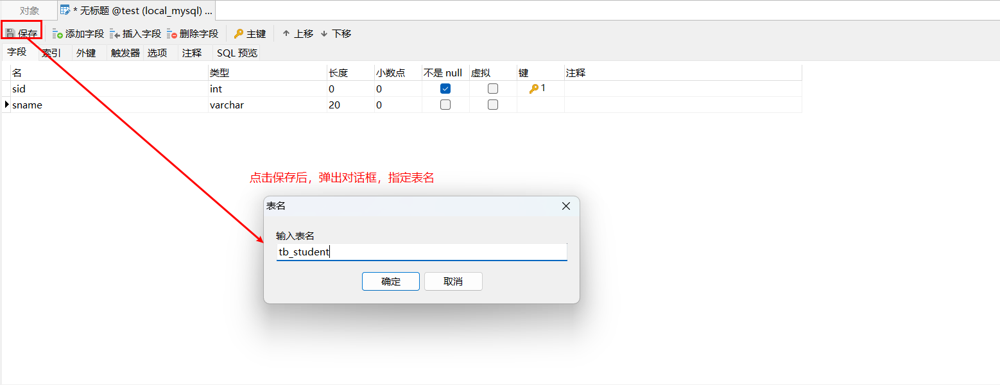 对象 * 无标题 @test (local_mysql) ...
保存 添加字段 插入字段 删除字段 主键 上移 下移
字段 索引 外键 触发器 选项 注释 SQL 预览
名 类型 长度 小数点 不是 null 虚拟 键 注释
sid int 0 0 1
sname varchar 20 0
点击保存后，弹出对话框，指定表名
表名
输入表名
tb_student
确定 取消